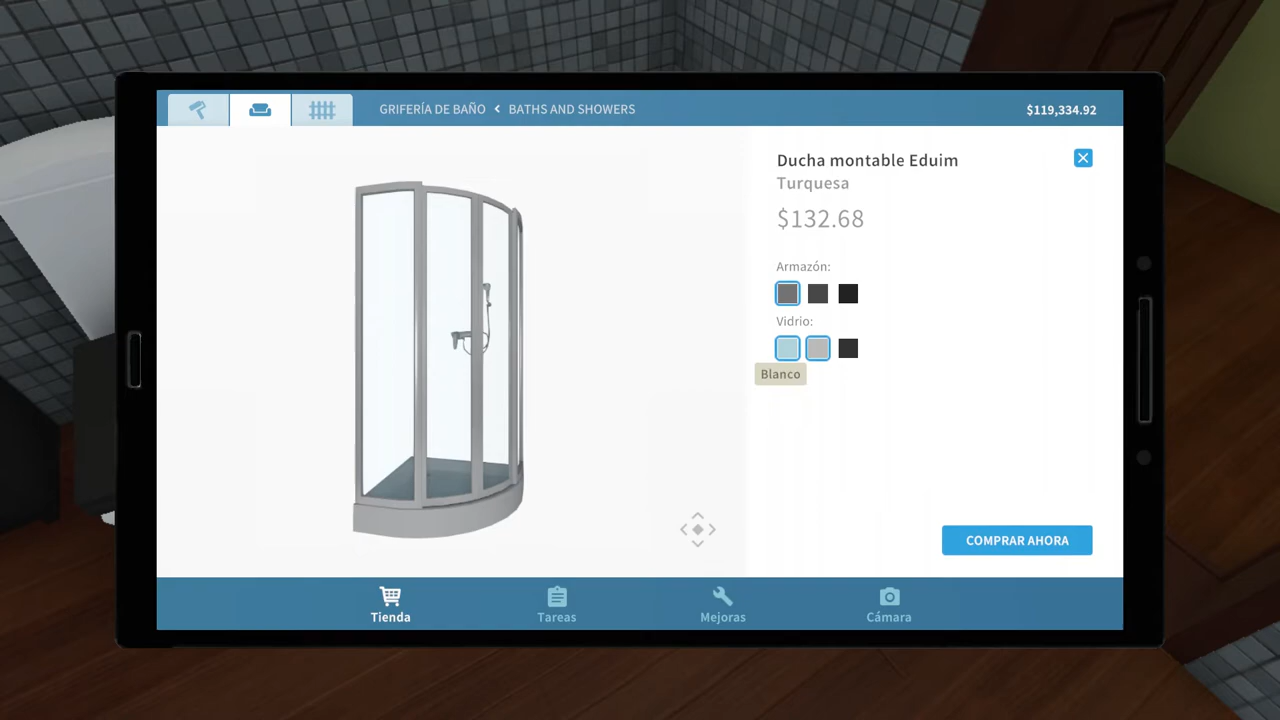 GRIFERÍA DE BAÑO < BATHS AND SHOWERS
$119,334.92
Ducha montable Eduim
Turquesa
$132.68
Armazón:
Vidrio:
Blanco
COMPRAR AHORA
Tienda
Tareas
Mejoras
Cámara